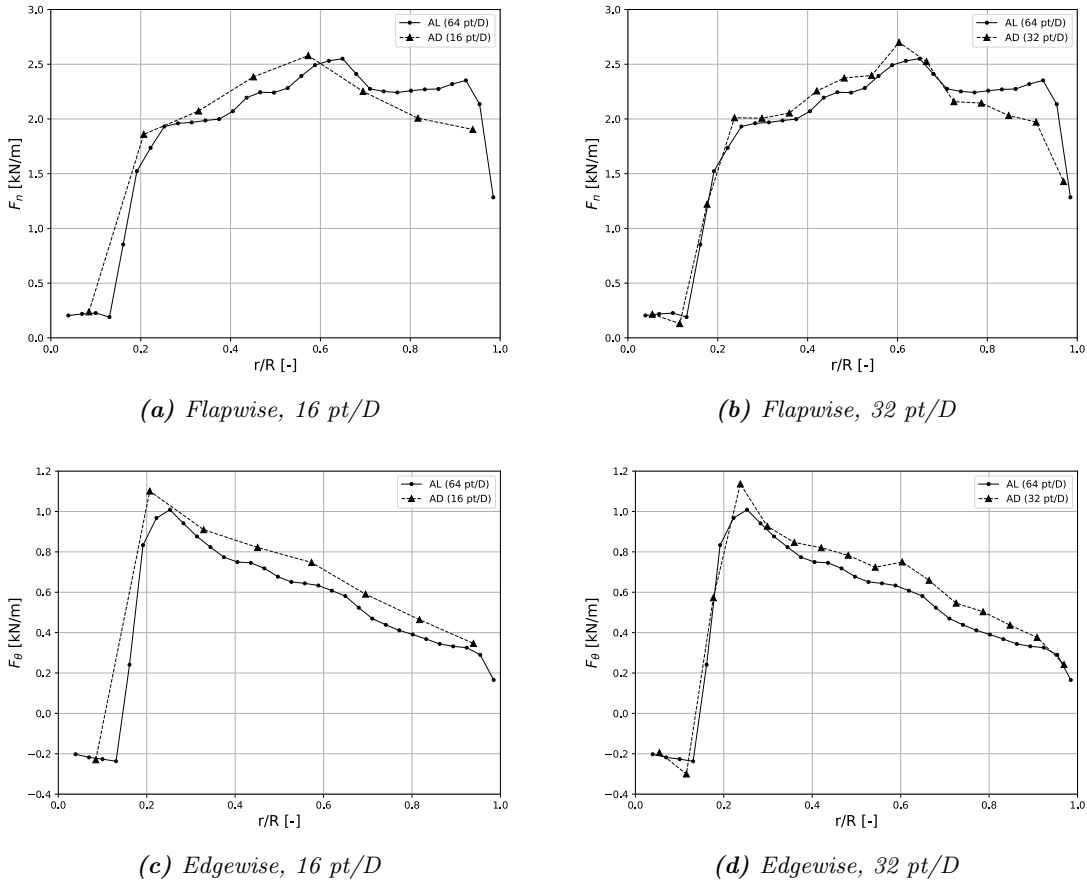 3.0
2.5
2.0
1.5
1.0
0.5
0.0
F_n [kN/m]
AL (64 pt/D)
AD (16 pt/D)
0.0 0.2 0.4 0.6 0.8 1.0
r/R [-]
(a) Flapwise, 16 pt/D
3.0
2.5
2.0
1.5
1.0
0.5
0.0
F_n [kN/m]
AL (64 pt/D)
AD (32 pt/D)
0.0 0.2 0.4 0.6 0.8 1.0
r/R [-]
(b) Flapwise, 32 pt/D
1.2
1.0
0.8
0.6
0.4
0.2
0.0
−0.2
−0.4
F_θ [kN/m]
AL (64 pt/D)
AD (16 pt/D)
0.0 0.2 0.4 0.6 0.8 1.0
r/R [-]
(c) Edgewise, 16 pt/D
1.2
1.0
0.8
0.6
0.4
0.2
0.0
−0.2
−0.4
F_θ [kN/m]
AL (64 pt/D)
AD (32 pt/D)
0.0 0.2 0.4 0.6 0.8 1.0
r/R [-]
(d) Edgewise, 32 pt/D